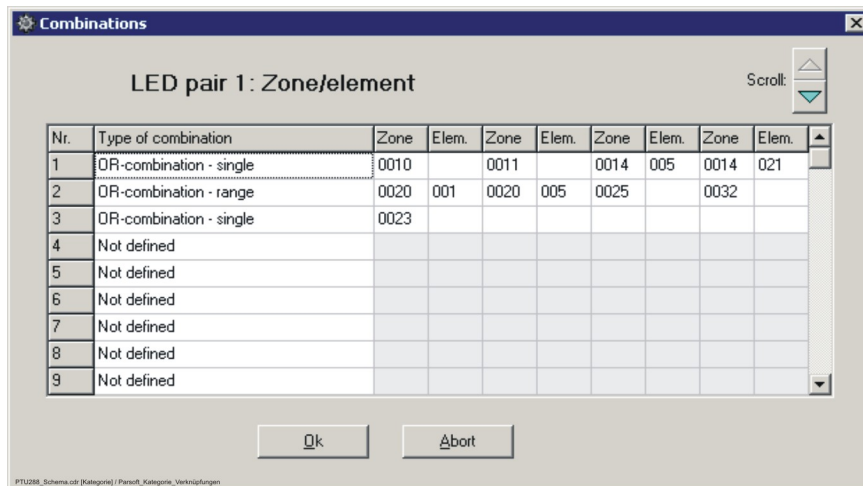 Combinations
LED pair 1: Zone/element
Scroll:
Nr. Type of combination Zone Elem. Zone Elem. Zone Elem. Zone Elem.
1 OR-combination - single 0010 0011 0014 005 0014 021
2 OR-combination - range 0020 001 0020 005 0025 0032
3 OR-combination - single 0023
4 Not defined
5 Not defined
6 Not defined
7 Not defined
8 Not defined
9 Not defined
Ok Abort
PTU288_Schema.cdr [Kategorie] / Parsoft_Kategorie_Verknüpfungen